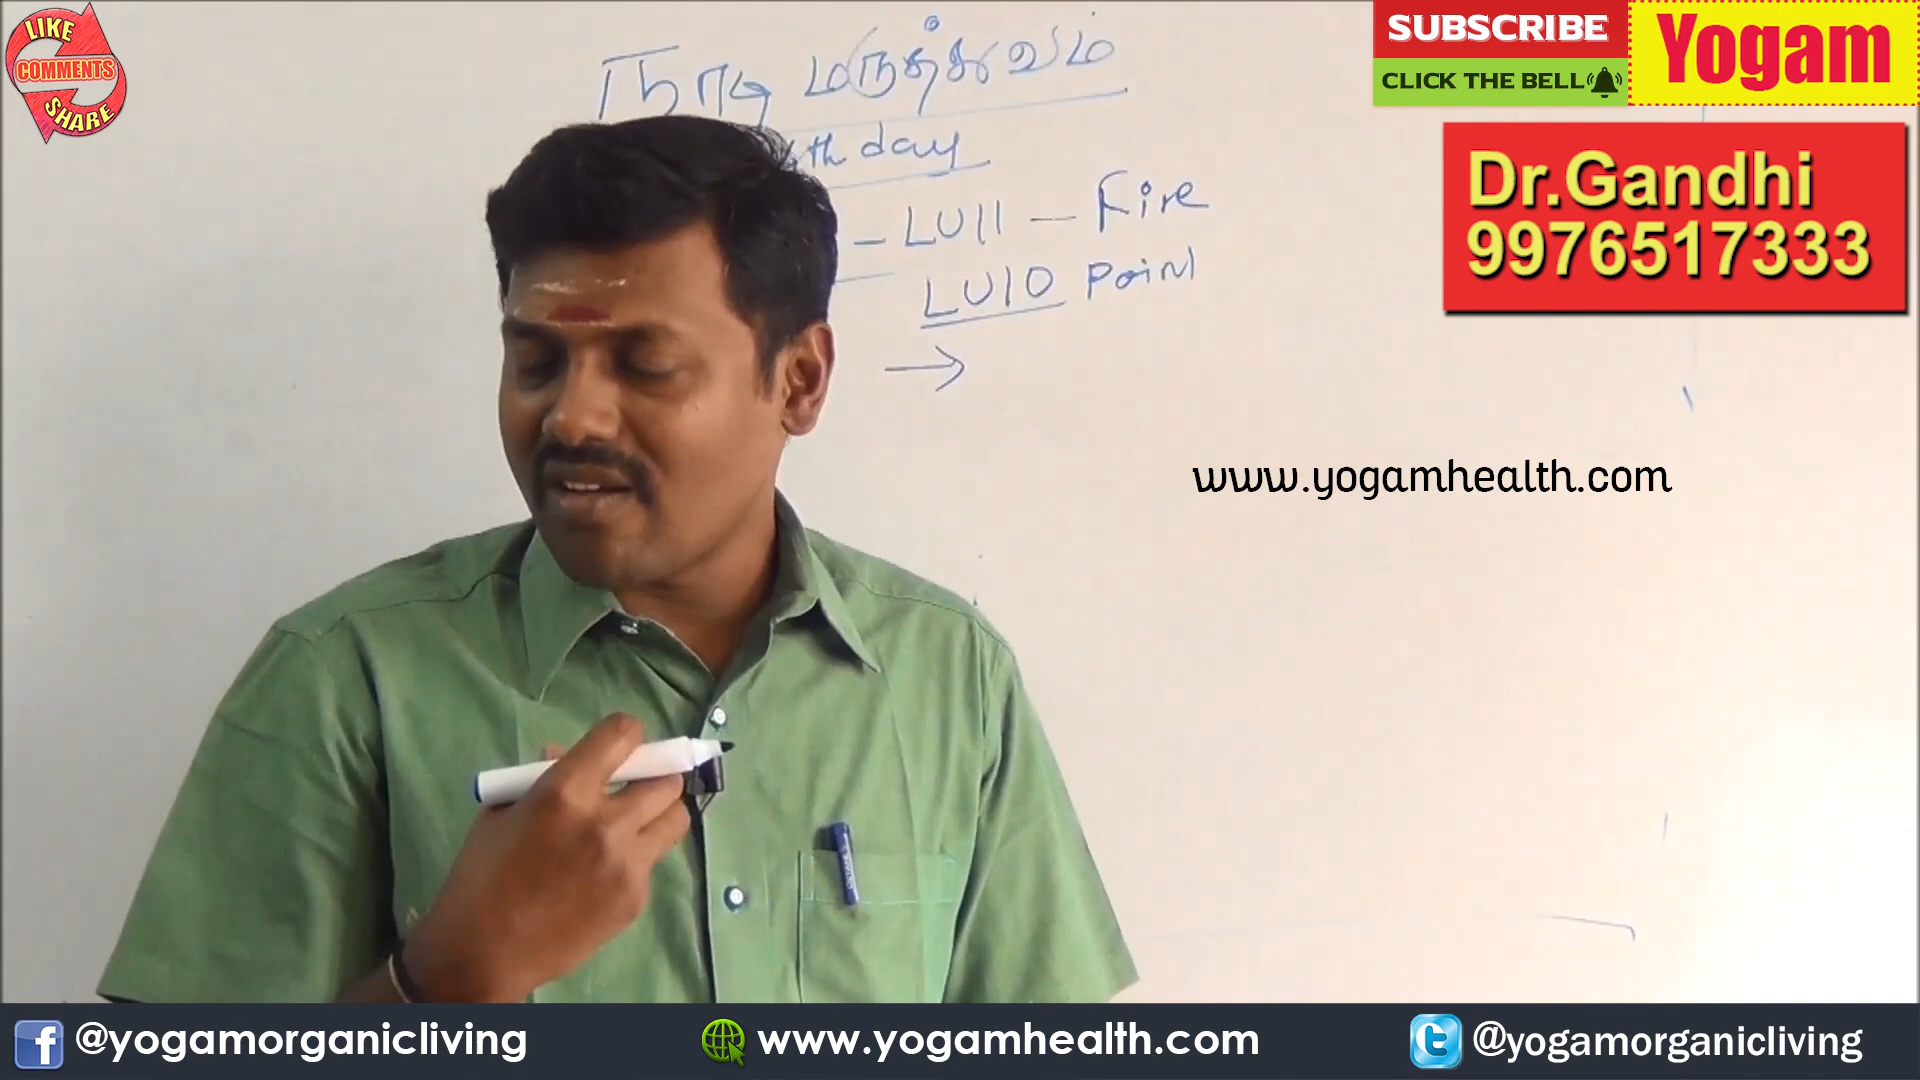 LIKE
COMMENTS
SHARE
SUBSCRIBE
CLICK THE BELL
Yogam
Dr.Gandhi
9976517333
நாடி மருத்துவம்
th day
– LU11 – Fire
LU10 Point
→
www.yogamhealth.com
@yogamorganicliving
www.yogamhealth.com
@yogamorganicliving